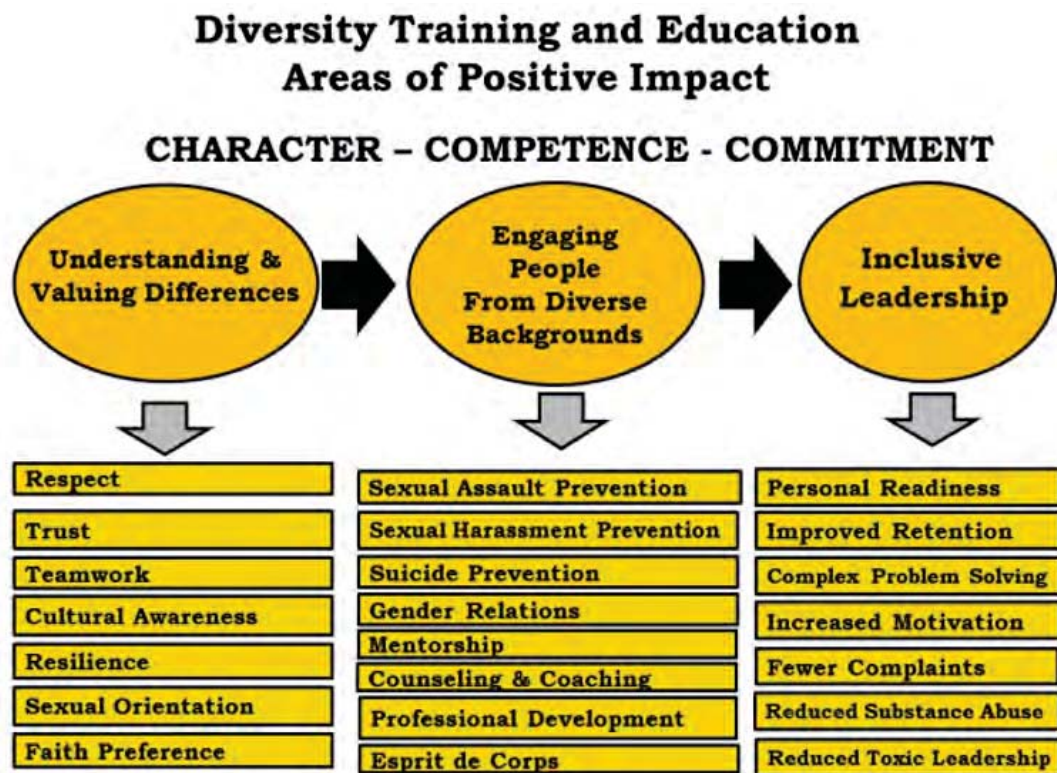 Diversity Training and Education
Areas of Positive Impact
CHARACTER – COMPETENCE - COMMITMENT
Understanding &
Valuing Differences
Engaging
People
From Diverse
Backgrounds
Inclusive
Leadership
Respect
Trust
Teamwork
Cultural Awareness
Resilience
Sexual Orientation
Faith Preference
Sexual Assault Prevention
Sexual Harassment Prevention
Suicide Prevention
Gender Relations
Mentorship
Counseling & Coaching
Professional Development
Esprit de Corps
Personal Readiness
Improved Retention
Complex Problem Solving
Increased Motivation
Fewer Complaints
Reduced Substance Abuse
Reduced Toxic Leadership